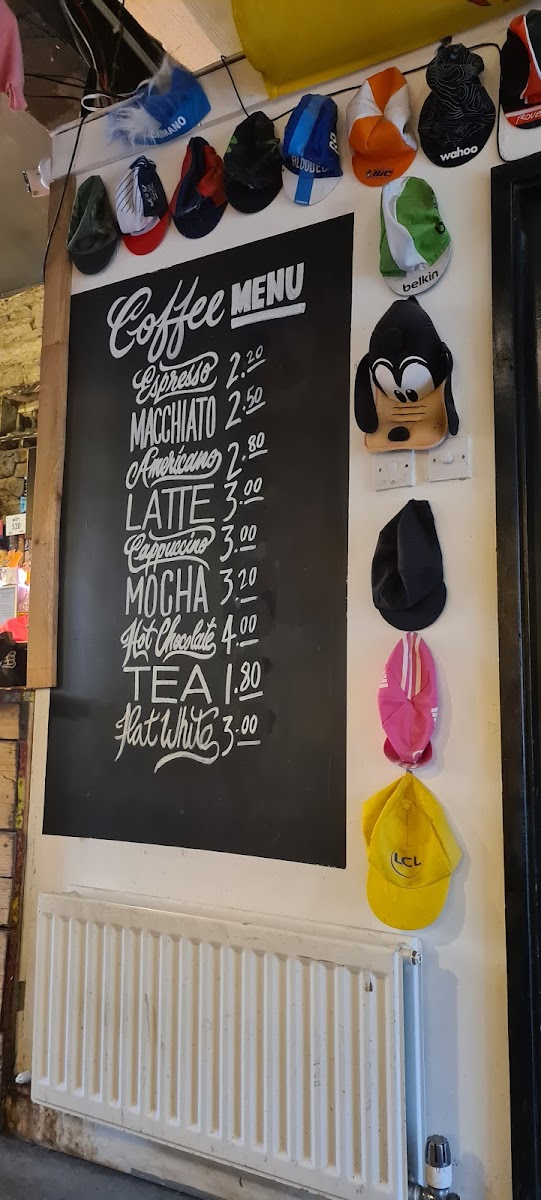 SHIMANO
wahoo
BIC
belkin
Coffee MENU
Espresso 2.20
MACCHIATO 2.50
Americano 2.80
LATTE 3.00
Cappuccino 3.00
MOCHA 3.20
Hot Chocolate 4.00
TEA 1.80
Flat White 3.00
LCL